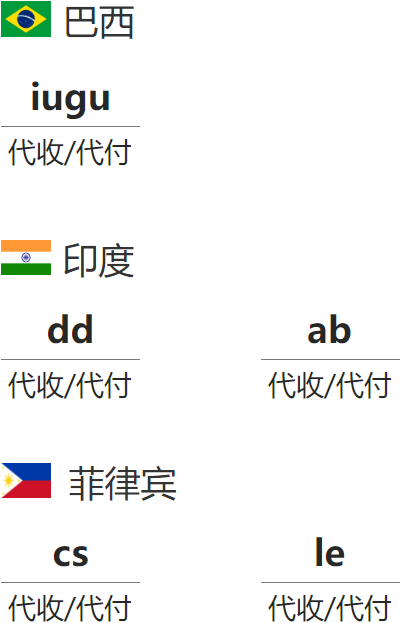 巴西
iugu
代收/代付
印度
dd ab
代收/代付 代收/代付
菲律宾
cs le
代收/代付 代收/代付